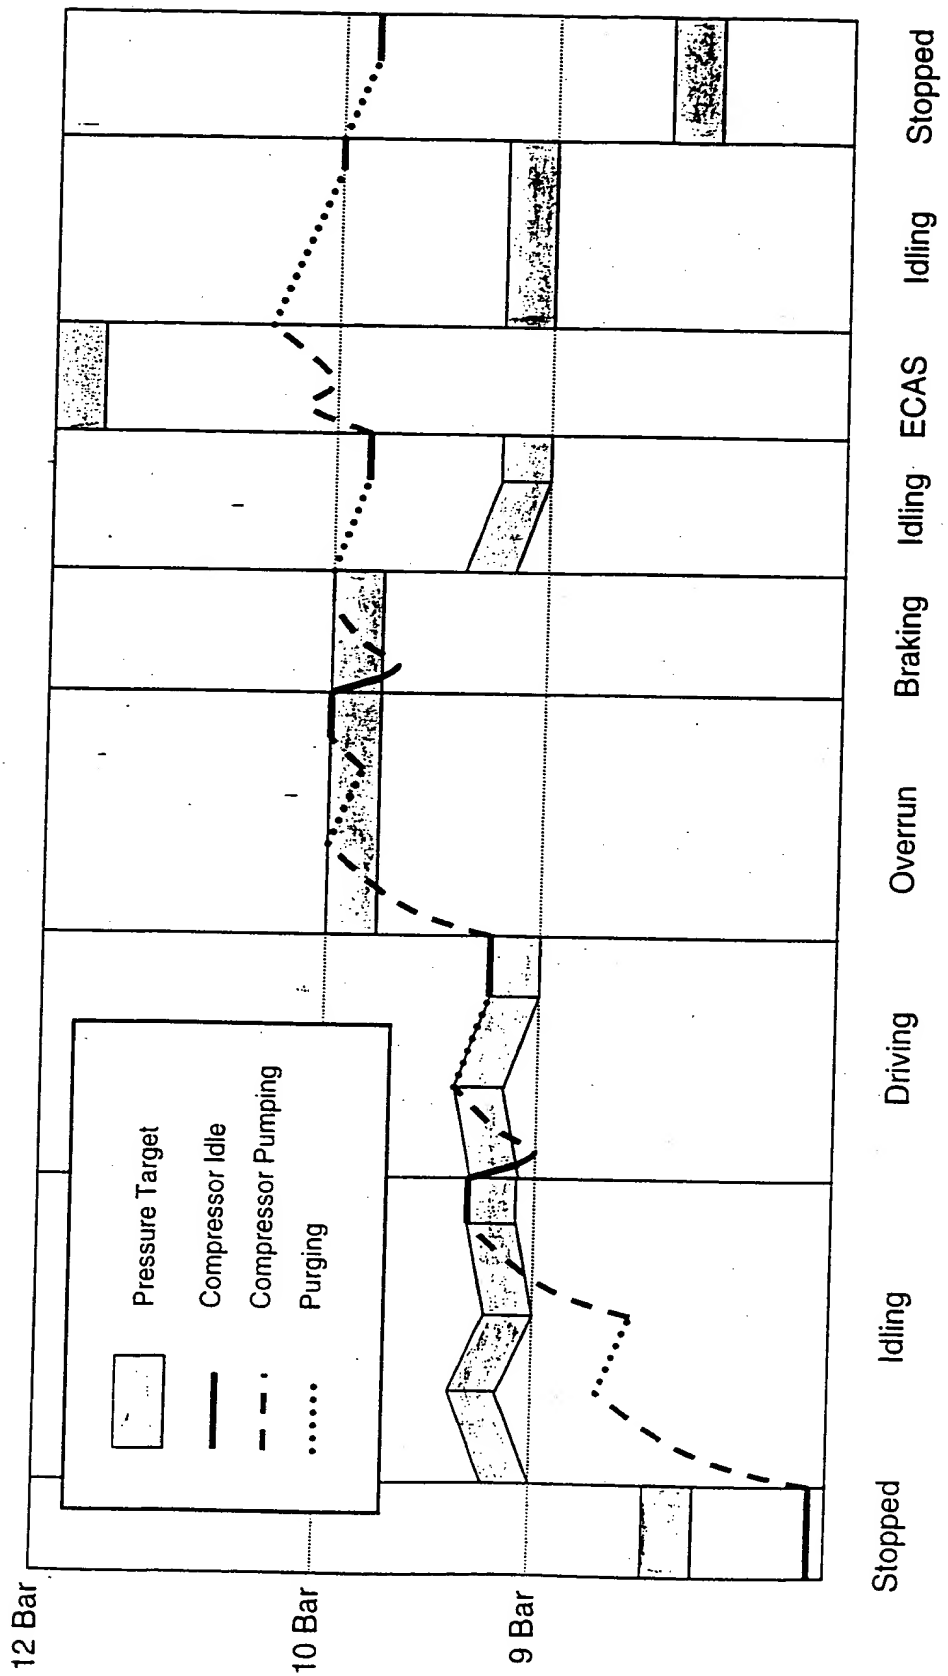 12 Bar
10 Bar
9 Bar
Pressure Target
Compressor Idle
Compressor Pumping
Purging
Stopped
Idling
Driving
Overrun
Braking
Idling
ECAS
Idling
Stopped